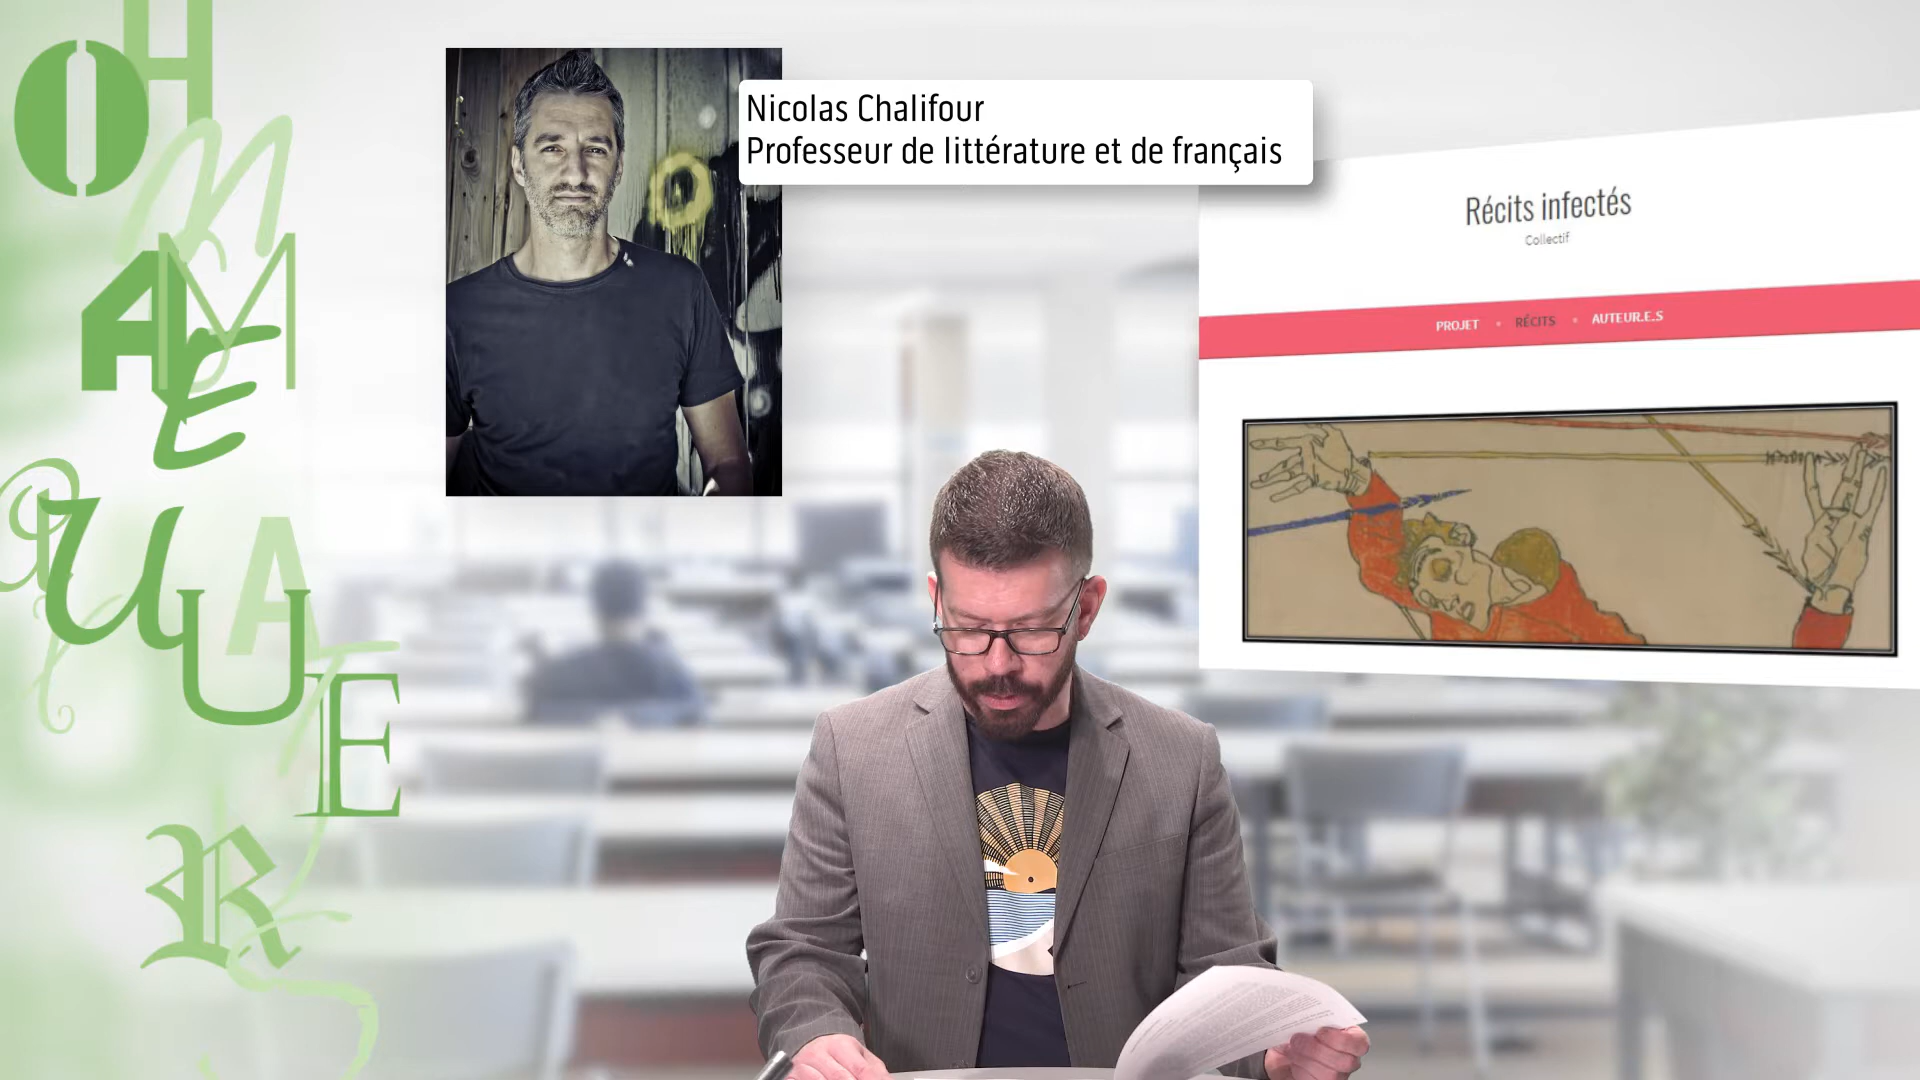 Nicolas Chalifour
Professeur de littérature et de français
Récits infectés
Collectif
PROJET • RÉCITS • AUTEUR.E.S
O H
M
A M
E
U A
U
E
R